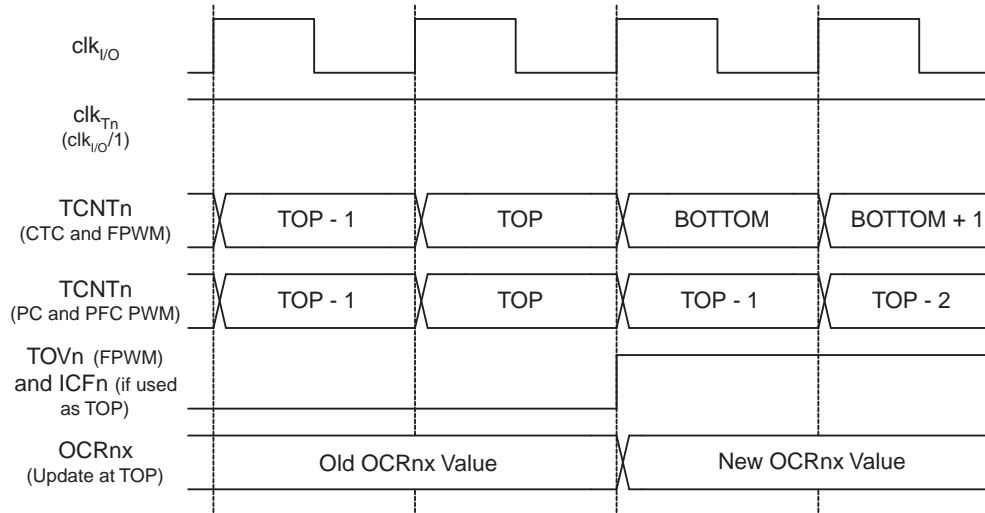 clkI/O
clkTn
(clkI/O/1)
TCNTn
(CTC and FPWM)
TOP - 1
TOP
BOTTOM
BOTTOM + 1
TCNTn
(PC and PFC PWM)
TOP - 1
TOP
TOP - 1
TOP - 2
TOVn (FPWM)
and ICFn (if used
as TOP)
OCRnx
(Update at TOP)
Old OCRnx Value
New OCRnx Value